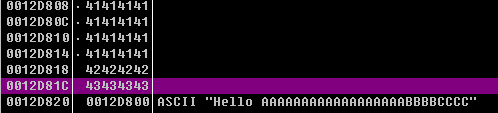 0012D808 · 41414141
0012D80C · 41414141
0012D810 · 41414141
0012D814 · 41414141
0012D818 42424242
0012D81C 43434343
0012D820 0012D800 ASCII "Hello AAAAAAAAAAAAAAAAAABBBBCCCC"